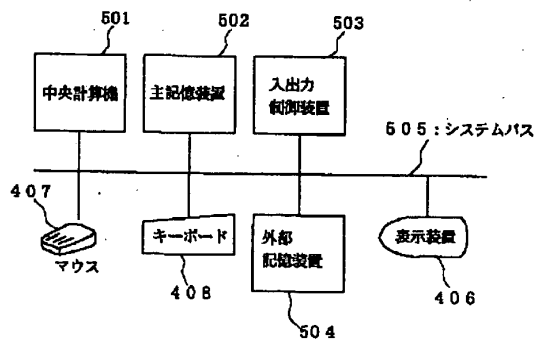 501
502
503
中央計算機
主記憶装置
入出力
制御装置
505:システムバス
407
マウス
キーボード
408
外部
記憶装置
504
表示装置
406